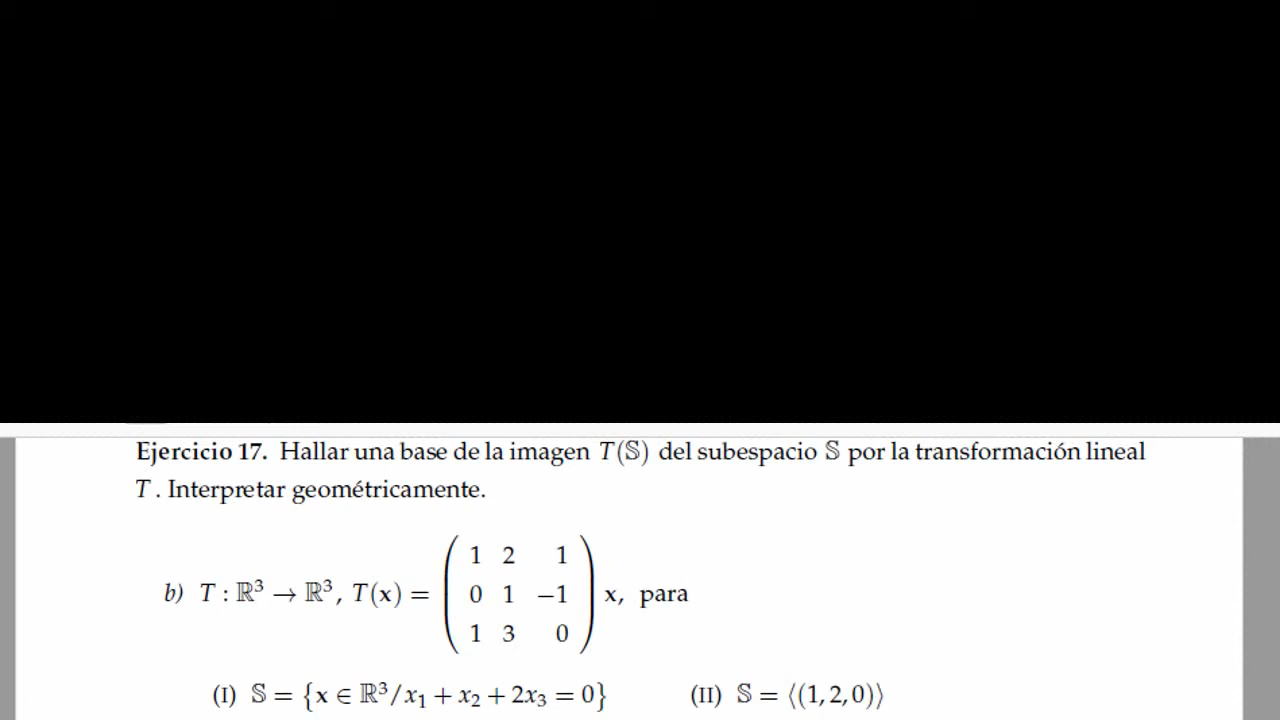 Ejercicio 17. Hallar una base de la imagen T(𝕊) del subespacio 𝕊 por la transformación lineal
T . Interpretar geométricamente.
b) T : ℝ³ → ℝ³, T(x) = ( 1 2 1
0 1 −1
1 3 0 ) x, para
(I) 𝕊 = {x ∈ ℝ³/x₁ + x₂ + 2x₃ = 0} (II) 𝕊 = ⟨(1, 2, 0)⟩